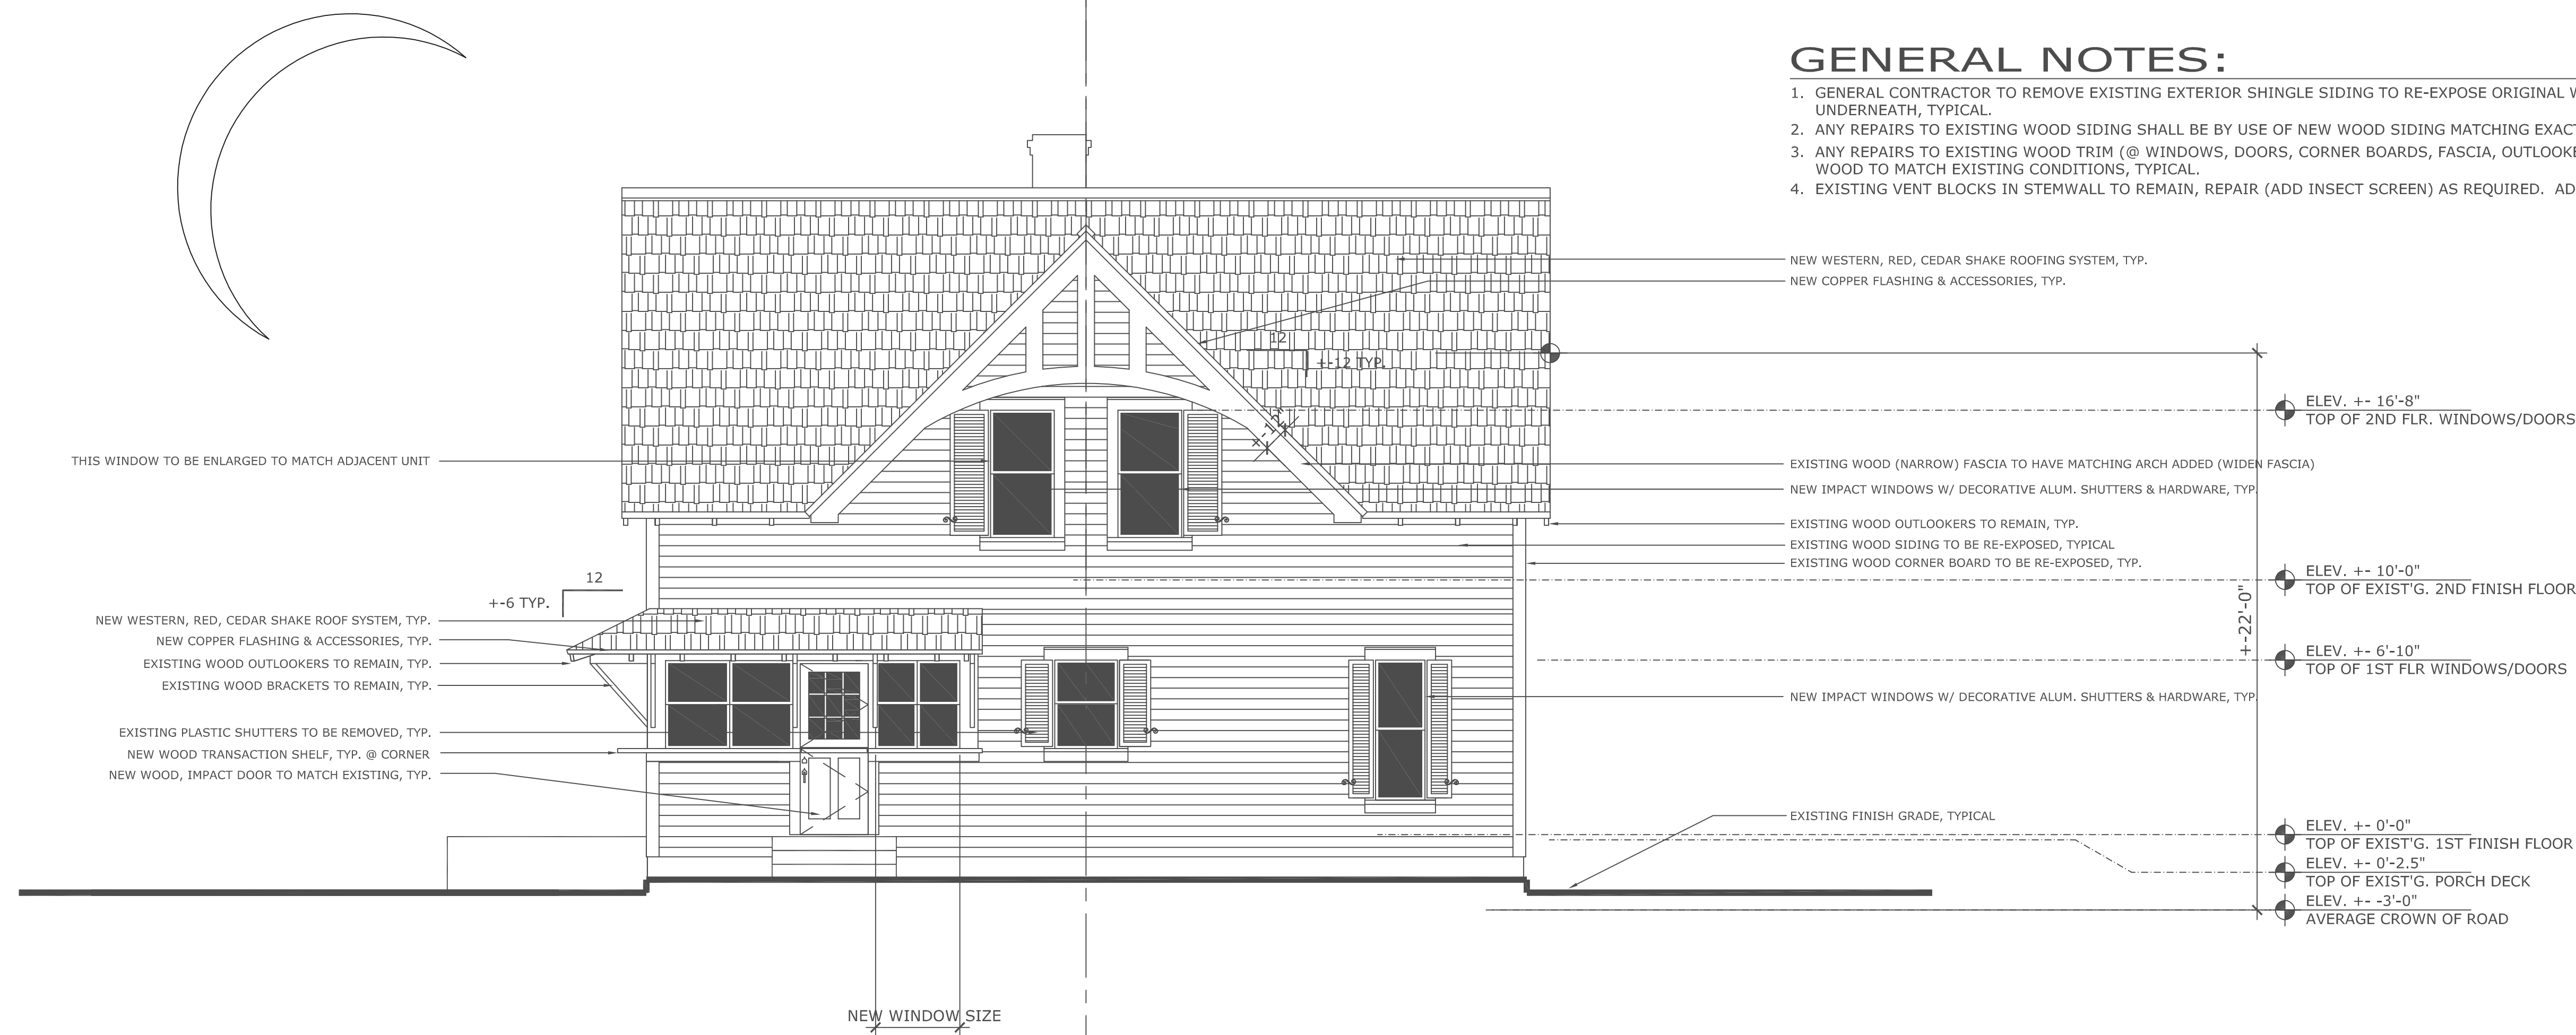 GENERAL NOTES:
1. GENERAL CONTRACTOR TO REMOVE EXISTING EXTERIOR SHINGLE SIDING TO RE-EXPOSE ORIGINAL
UNDERNEATH, TYPICAL.
2. ANY REPAIRS TO EXISTING WOOD SIDING SHALL BE BY USE OF NEW WOOD SIDING MATCHING
3. ANY REPAIRS TO EXISTING WOOD TRIM (@ WINDOWS, DOORS, CORNER BOARDS, FASCIA,
WOOD TO MATCH EXISTING CONDITIONS, TYPICAL.
4. EXISTING VENT BLOCKS IN STEMWALL TO REMAIN, REPAIR (ADD INSECT SCREEN) AS REQUIRED.
NEW WESTERN, RED, CEDAR SHAKE ROOFING SYSTEM, TYP.
NEW COPPER FLASHING & ACCESSORIES, TYP.
12
+-12 TYP.
+-12"
THIS WINDOW TO BE ENLARGED TO MATCH ADJACENT UNIT
ELEV. +- 16'-8"
TOP OF 2ND FLR. WINDOWS/DOORS
EXISTING WOOD (NARROW) FASCIA TO HAVE MATCHING ARCH ADDED (WIDEN FASCIA)
NEW IMPACT WINDOWS W/ DECORATIVE ALUM. SHUTTERS & HARDWARE, TYP.
EXISTING WOOD OUTLOOKERS TO REMAIN, TYP.
EXISTING WOOD SIDING TO BE RE-EXPOSED, TYPICAL
EXISTING WOOD CORNER BOARD TO BE RE-EXPOSED, TYP.
ELEV. +- 10'-0"
TOP OF EXIST'G. 2ND FINISH FLOOR
12
+-6 TYP.
+-22'-0"
NEW WESTERN, RED, CEDAR SHAKE ROOF SYSTEM, TYP.
NEW COPPER FLASHING & ACCESSORIES, TYP.
EXISTING WOOD OUTLOOKERS TO REMAIN, TYP.
EXISTING WOOD BRACKETS TO REMAIN, TYP.
EXISTING PLASTIC SHUTTERS TO BE REMOVED, TYP.
NEW WOOD TRANSACTION SHELF, TYP. @ CORNER
NEW WOOD, IMPACT DOOR TO MATCH EXISTING, TYP.
ELEV. +- 6'-10"
TOP OF 1ST FLR WINDOWS/DOORS
NEW IMPACT WINDOWS W/ DECORATIVE ALUM. SHUTTERS & HARDWARE, TYP.
EXISTING FINISH GRADE, TYPICAL
ELEV. +- 0'-0"
TOP OF EXIST'G. 1ST FINISH FLOOR
ELEV. +- 0'-2.5"
TOP OF EXIST'G. PORCH DECK
ELEV. +- -3'-0"
AVERAGE CROWN OF ROAD
NEW WINDOW SIZE